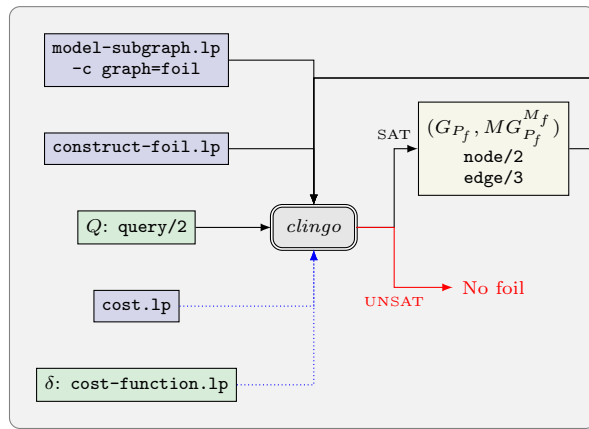 model-subgraph.lp
-c graph=foil
construct-foil.lp
Q: query/2
cost.lp
δ: cost-function.lp
clingo
SAT
(G_{P_f}, MG_{P_f}^{M_f})
node/2
edge/3
UNSAT
No foil